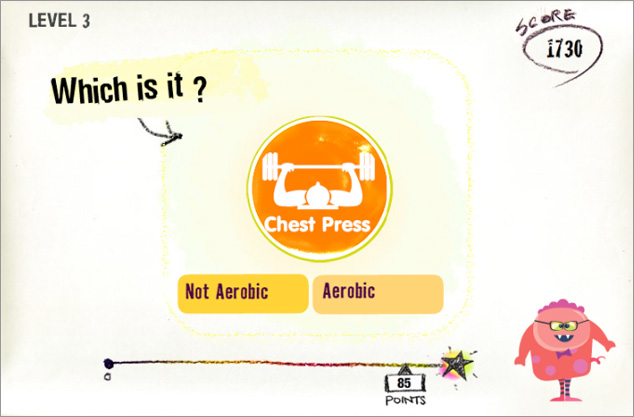 LEVEL 3
SCORE
1730
Which is it ?
Chest Press
Not Aerobic
Aerobic
0
85
POINTS